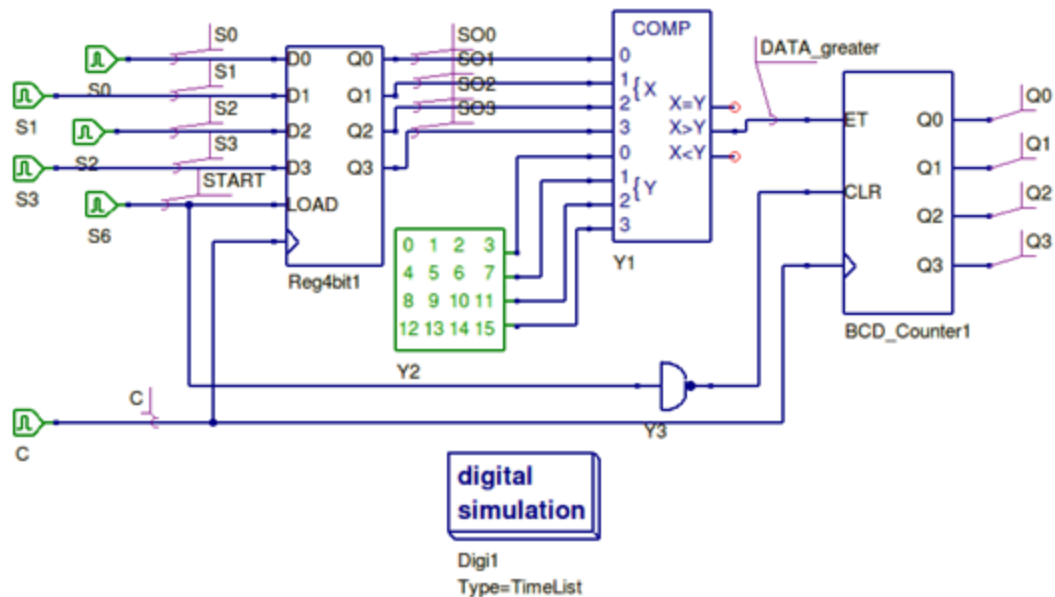 S0
S0
S1
S1
S2
S2
S3
S3
START
S6
D0
D1
D2
D3
LOAD
Q0
Q1
Q2
Q3
Reg4bit1
SO0
SO1
SO2
SO3
COMP
0
1
2
3
{X
0
1
2
3
{Y
X=Y
X>Y
X<Y
Y1
0 1 2 3
4 5 6 7
8 9 10 11
12 13 14 15
Y2
DATA_greater
ET
CLR
Q0
Q1
Q2
Q3
BCD_Counter1
Q0
Q1
Q2
Q3
Y3
C
C
digital
simulation
Digi1
Type=TimeList